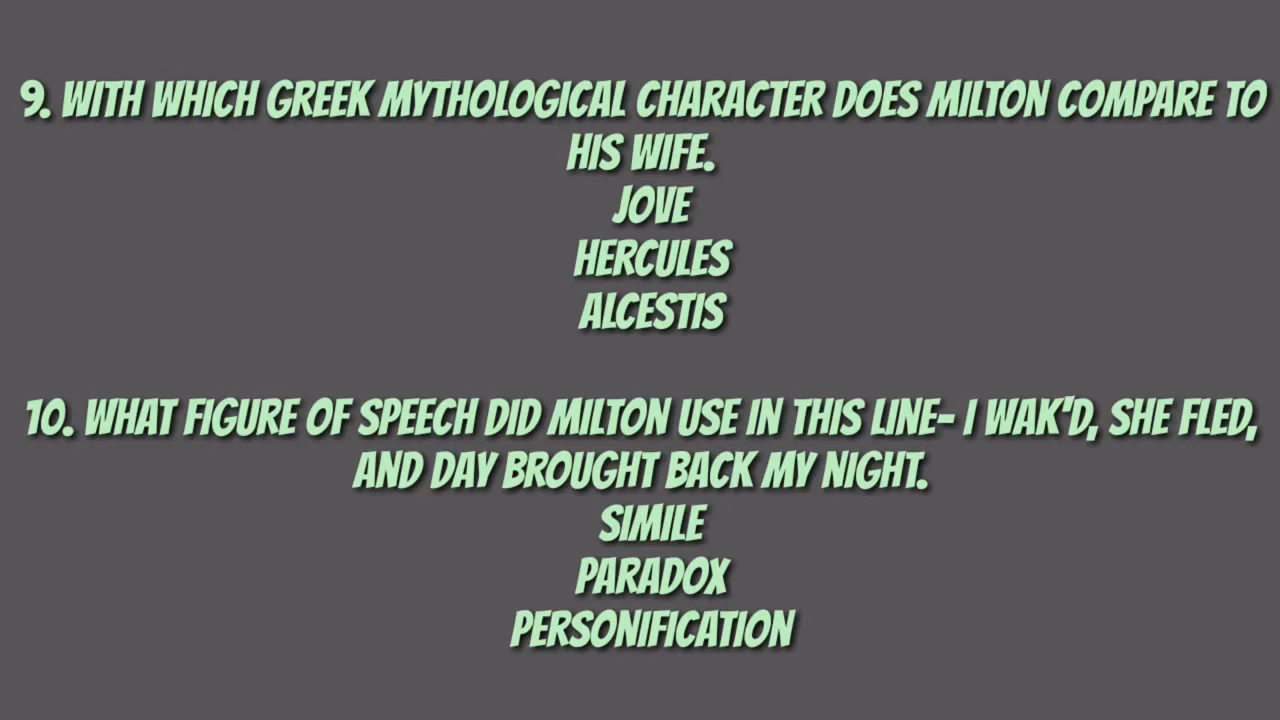 9. WITH WHICH GREEK MYTHOLOGICAL CHARACTER DOES MILTON COMPARE TO
HIS WIFE.
JOVE
HERCULES
ALCESTIS
10. WHAT FIGURE OF SPEECH DID MILTON USE IN THIS LINE- I WAK'D, SHE FLED,
AND DAY BROUGHT BACK MY NIGHT.
SIMILE
PARADOX
PERSONIFICATION